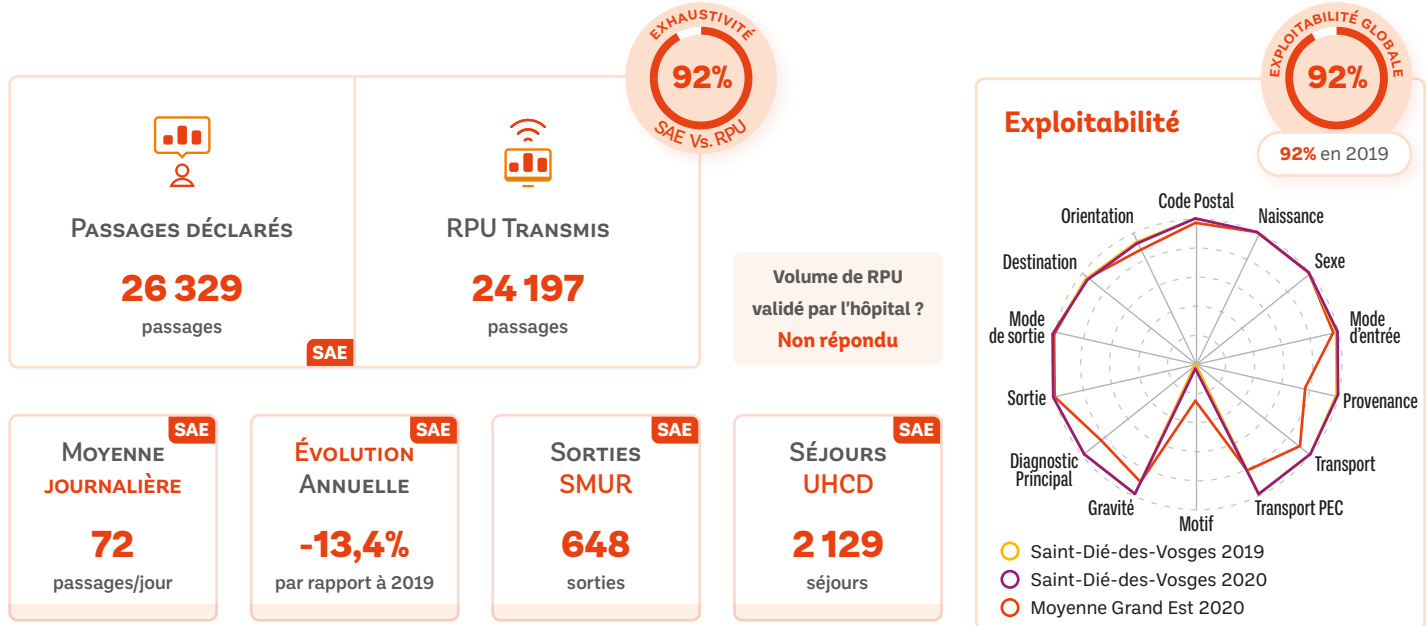 EXHAUSTIVITÉ
92%
SAE Vs. RPU
PASSAGES DÉCLARÉS
26 329
passages
SAE
RPU TRANSMIS
24 197
passages
Volume de RPU
validé par l'hôpital ?
Non répondu
MOYENNE
JOURNALIÈRE
72
passages/jour
SAE
ÉVOLUTION
ANNUELLE
-13,4%
par rapport à 2019
SAE
SORTIES
SMUR
648
sorties
SAE
SÉJOURS
UHCD
2 129
séjours
SAE
EXPLOITABILITÉ GLOBALE
92%
92% en 2019
Exploitabilité
Code Postal
Naissance
Sexe
Mode
d'entrée
Provenance
Transport
Transport PEC
Motif
Gravité
Diagnostic
Principal
Sortie
Mode
de sortie
Destination
Orientation
Saint-Dié-des-Vosges 2019
Saint-Dié-des-Vosges 2020
Moyenne Grand Est 2020